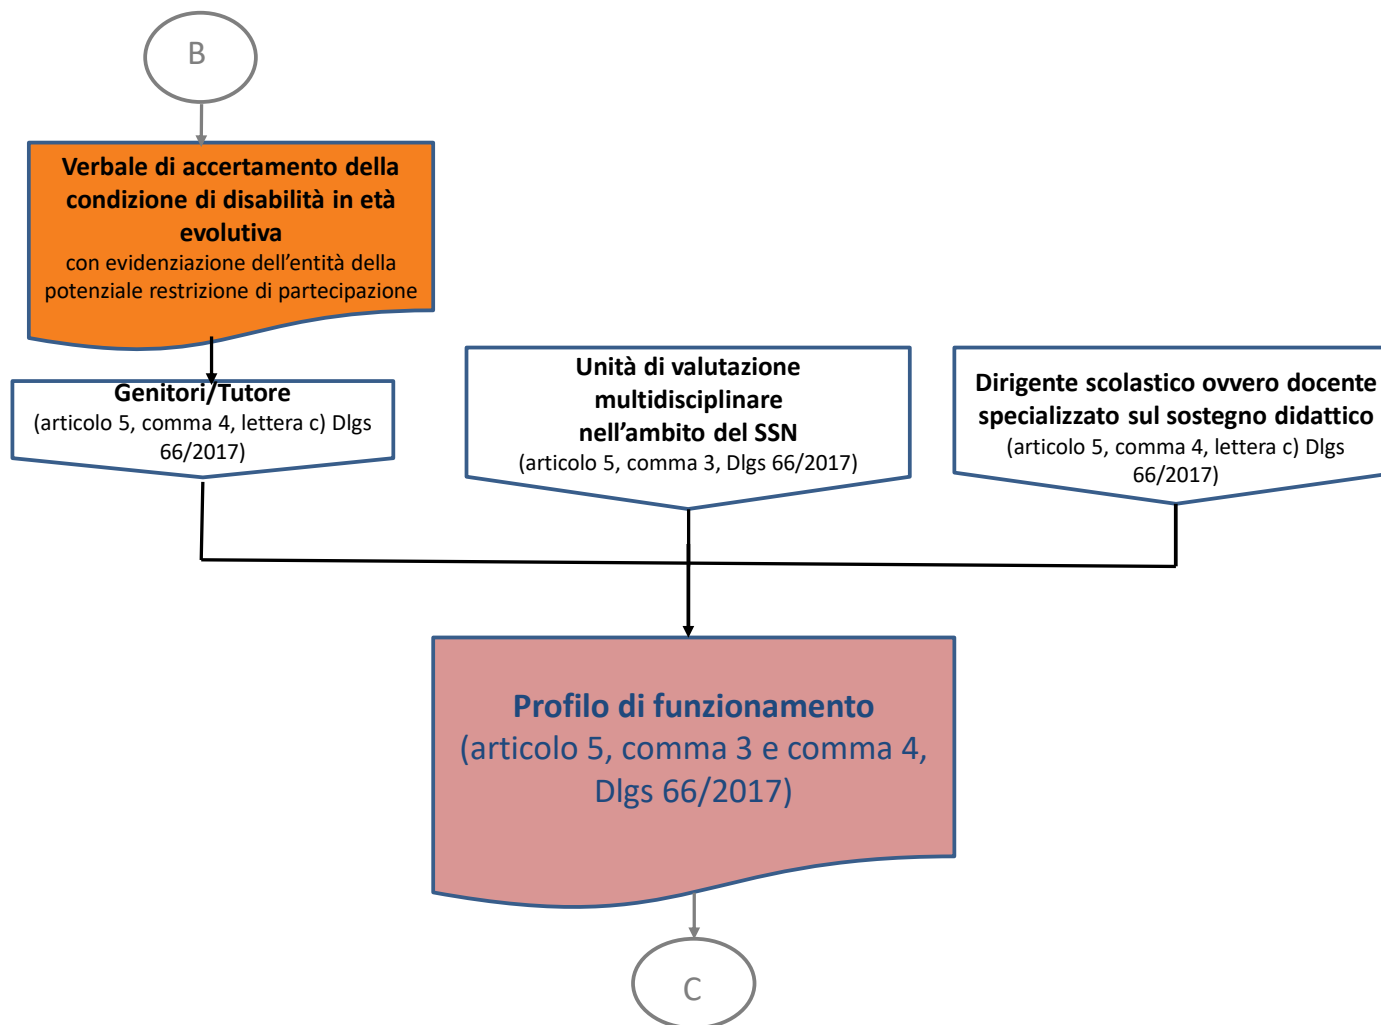 B
Verbale di accertamento della
condizione di disabilità in età
evolutiva
con evidenziazione dell'entità della
potenziale restrizione di partecipazione
Genitori/Tutore
(articolo 5, comma 4, lettera c) Dlgs
66/2017)
Unità di valutazione
multidisciplinare
nell'ambito del SSN
(articolo 5, comma 3, Dlgs 66/2017)
Dirigente scolastico ovvero docente
specializzato sul sostegno didattico
(articolo 5, comma 4, lettera c) Dlgs
66/2017)
Profilo di funzionamento
(articolo 5, comma 3 e comma 4,
Dlgs 66/2017)
C